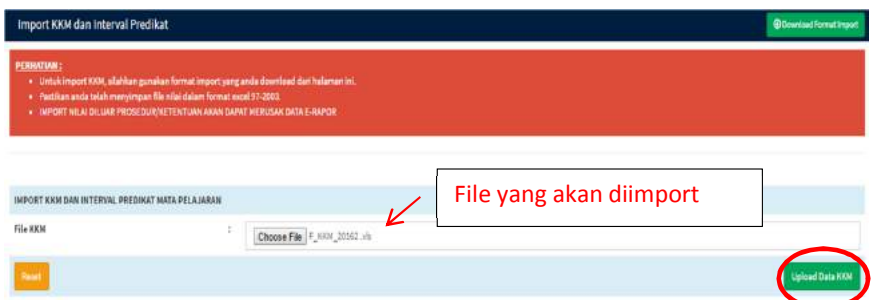 Import KKM dan Interval Predikat
Download Format Import
PERHATIAN :
Untuk import KKM, silahkan gunakan format import yang anda download dari halaman ini.
Pastikan anda telah menyimpan file nilai dalam format excel 97-2003.
IMPORT NILAI DILUAR PROSEDUR/KETENTUAN AKAN DAPAT MERUSAK DATA E-RAPOR
File yang akan diimport
IMPORT KKM DAN INTERVAL PREDIKAT MATA PELAJARAN
File KKM :
Choose File F_KKM_20162..xls
Reset
Upload Data KKM